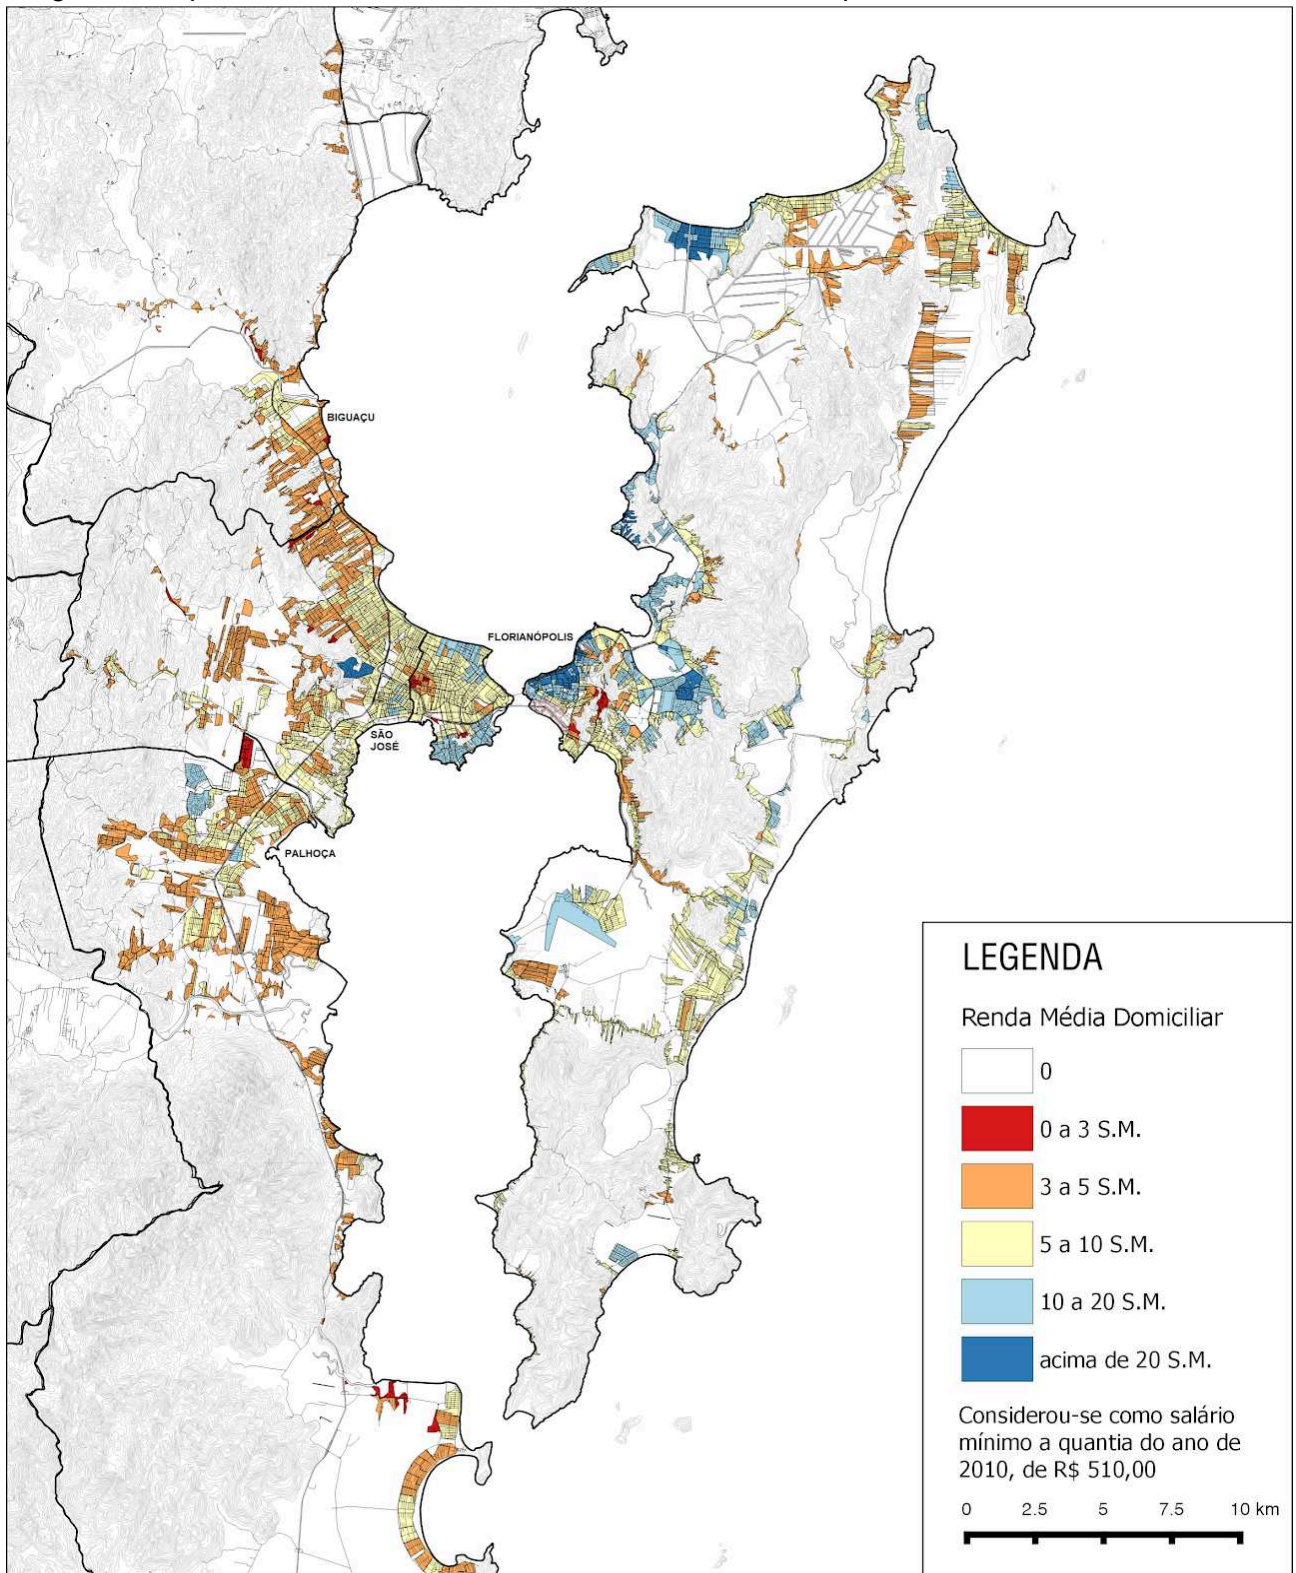 BIGUAÇU
FLORIANÓPOLIS
SÃO
JOSÉ
PALHOÇA
LEGENDA
Renda Média Domiciliar
0
0 a 3 S.M.
3 a 5 S.M.
5 a 10 S.M.
10 a 20 S.M.
acima de 20 S.M.
Considerou-se como salário
mínimo a quantia do ano de
2010, de R$ 510,00
0 2.5 5 7.5 10 km